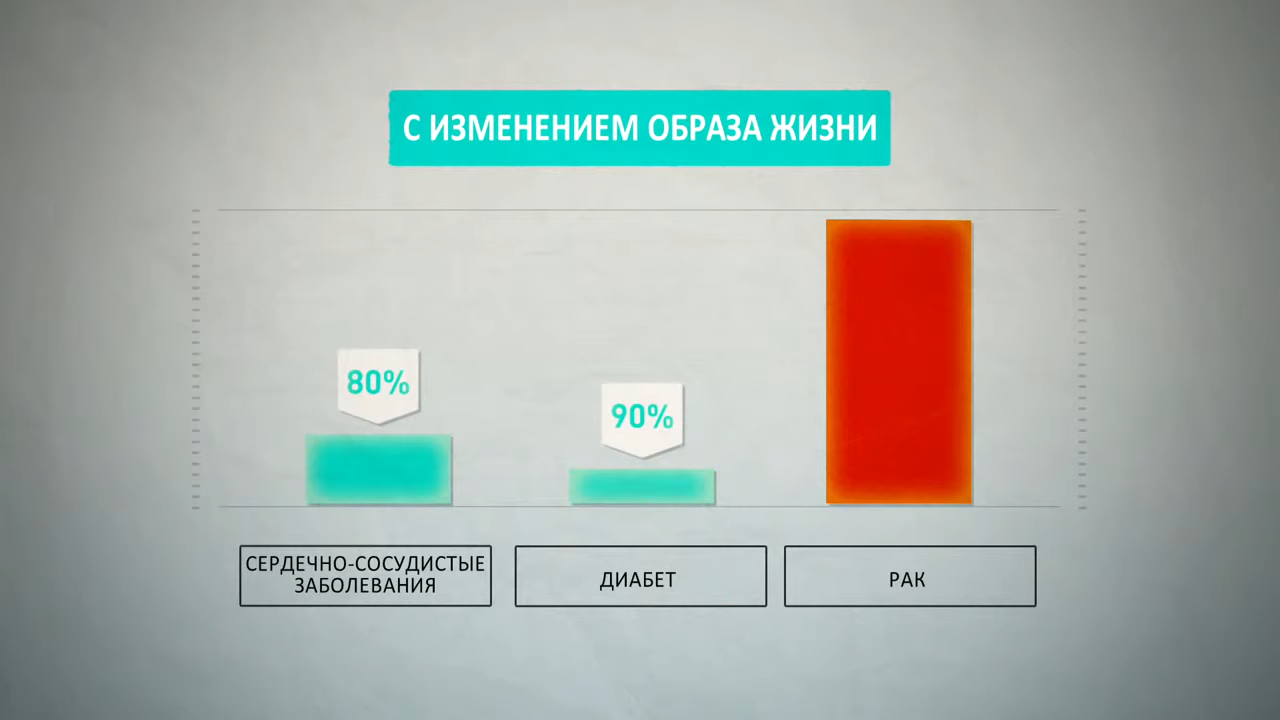 С ИЗМЕНЕНИЕМ ОБРАЗА ЖИЗНИ
80%
90%
СЕРДЕЧНО-СОСУДИСТЫЕ
ЗАБОЛЕВАНИЯ
ДИАБЕТ
РАК